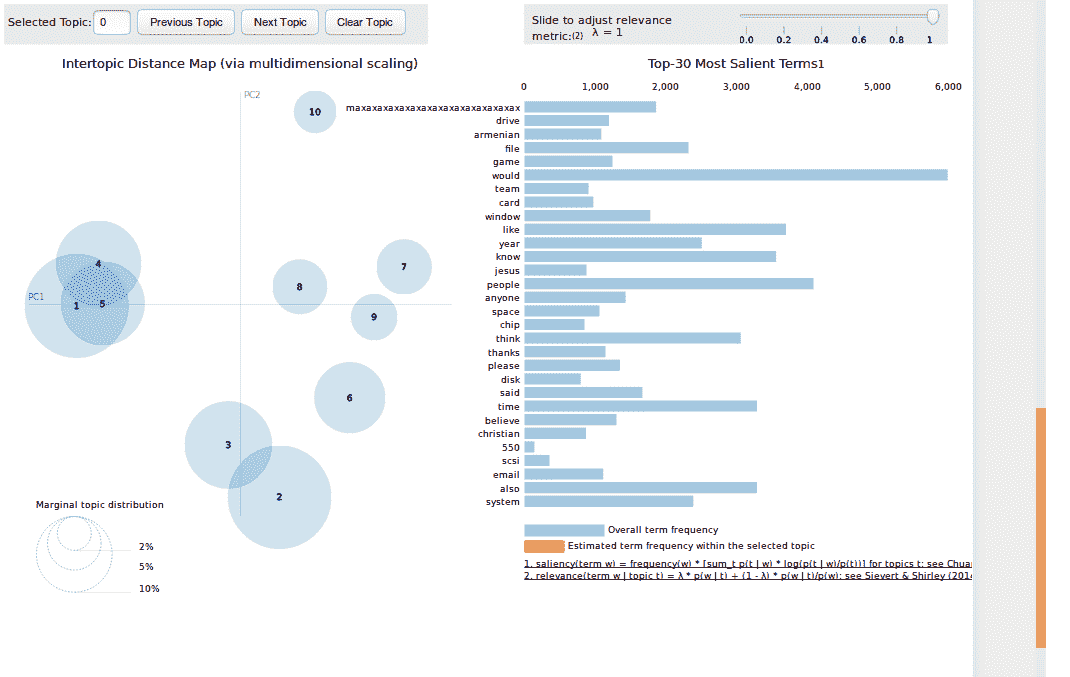 Selected Topic: 0 Previous Topic Next Topic Clear Topic
Slide to adjust relevance
metric:(2) λ = 1
0.0 0.2 0.4 0.6 0.8 1
Intertopic Distance Map (via multidimensional scaling)
PC2
PC1
10
4
7
8
1
5
9
6
3
2
Marginal topic distribution
2%
5%
10%
Top-30 Most Salient Terms1
0 1,000 2,000 3,000 4,000 5,000 6,000
maxaxaxaxaxaxaxaxaxaxaxaxaxaxax
drive
armenian
file
game
would
team
card
window
like
year
know
jesus
people
anyone
space
chip
think
thanks
please
disk
said
time
believe
christian
550
scsi
email
also
system
Overall term frequency
Estimated term frequency within the selected topic
1. saliency(term w) = frequency(w) * [sum_t p(t | w) * log(p(t | w)/p(t))] for topics t; see Chua
2. relevance(term w | topic t) = λ * p(w | t) + (1 - λ) * p(w | t)/p(w); see Sievert & Shirley (201